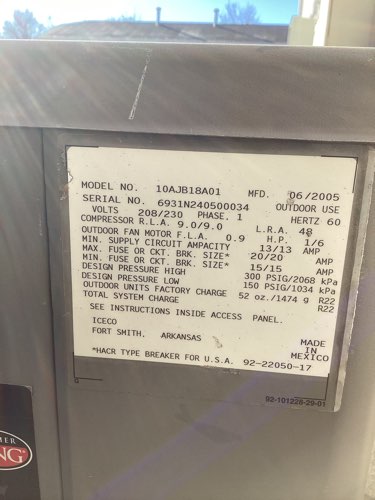 MODEL NO. 10AJB18A01 MFD. 06/2005
SERIAL NO. 6931N240500034 OUTDOOR USE
VOLTS 208/230 PHASE. 1 HERTZ 60
COMPRESSOR R.L.A. 9.0/9.0 L.R.A. 48
OUTDOOR FAN MOTOR F.L.A. 0.9 H.P. 1/6
MIN. SUPPLY CIRCUIT AMPACITY 13/13 AMP
MAX. FUSE OR CKT. BRK. SIZE* 20/20 AMP
MIN. FUSE OR CKT. BRK. SIZE* 15/15 AMP
DESIGN PRESSURE HIGH 300 PSIG/2068 kPa
DESIGN PRESSURE LOW 150 PSIG/1034 kPa
OUTDOOR UNITS FACTORY CHARGE 52 oz./1474 g R22
TOTAL SYSTEM CHARGE R22
SEE INSTRUCTIONS INSIDE ACCESS PANEL.
ICECO
FORT SMITH. ARKANSAS
MADE
IN
MEXICO
*HACR TYPE BREAKER FOR U.S.A. 92-22050-17
92-101228-29-01
MER
NG